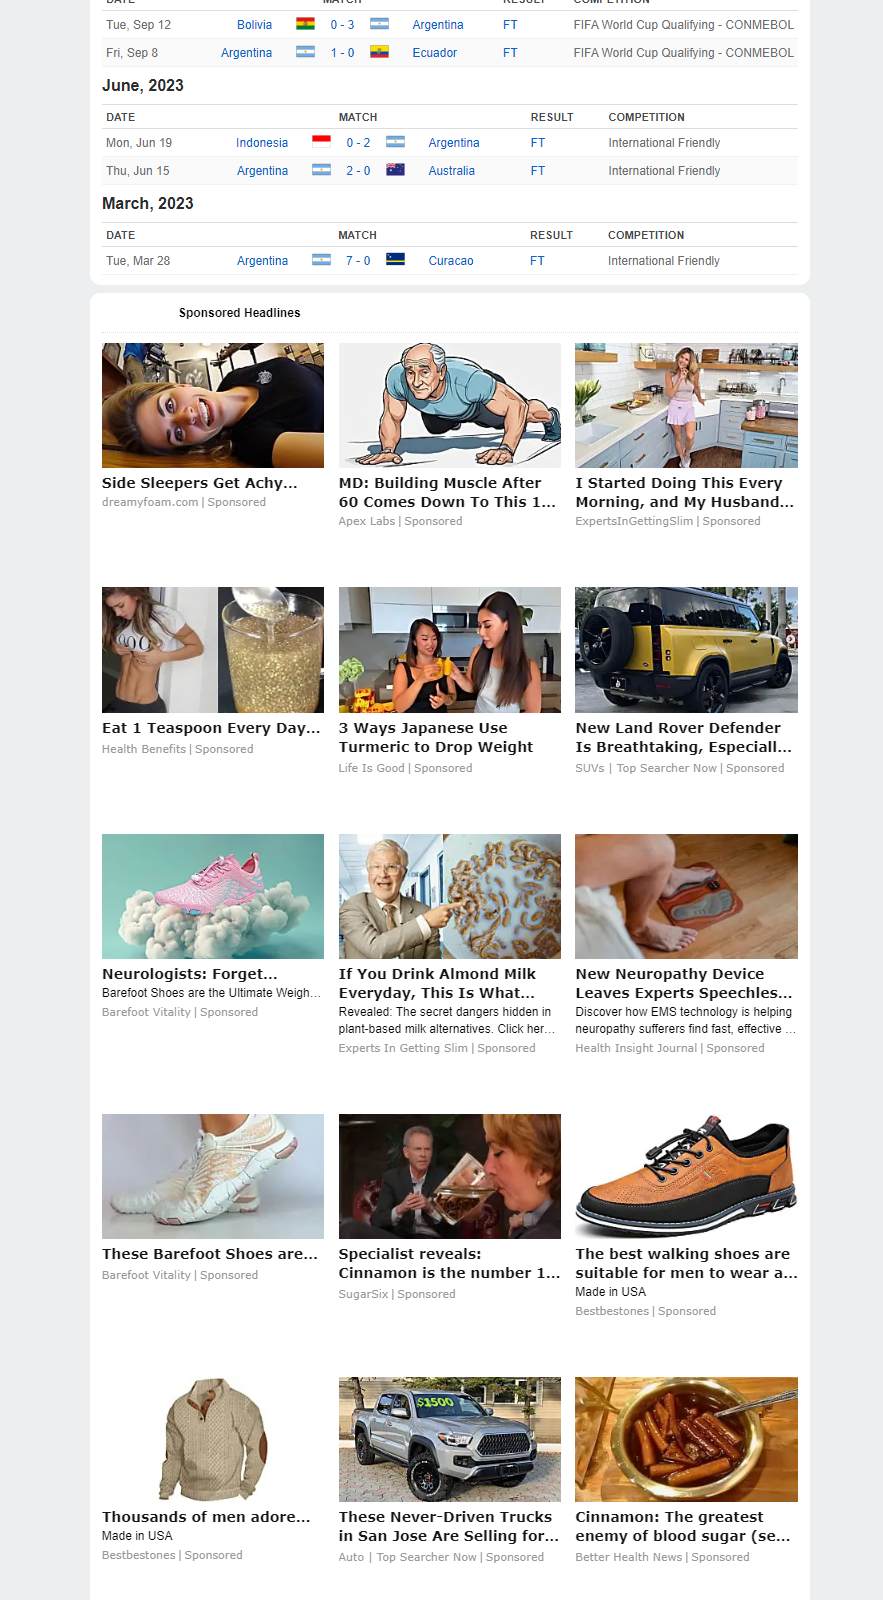 DATE MATCH RESULT COMPETITION
Tue, Sep 12 Bolivia 0 - 3 Argentina FT FIFA World Cup Qualifying - CONMEBOL
Fri, Sep 8 Argentina 1 - 0 Ecuador FT FIFA World Cup Qualifying - CONMEBOL
June, 2023
DATE MATCH RESULT COMPETITION
Mon, Jun 19 Indonesia 0 - 2 Argentina FT International Friendly
Thu, Jun 15 Argentina 2 - 0 Australia FT International Friendly
March, 2023
DATE MATCH RESULT COMPETITION
Tue, Mar 28 Argentina 7 - 0 Curacao FT International Friendly
Sponsored Headlines
Side Sleepers Get Achy...
dreamyfoam.com | Sponsored
MD: Building Muscle After
60 Comes Down To This 1...
Apex Labs | Sponsored
I Started Doing This Every
Morning, and My Husband...
ExpertsInGettingSlim | Sponsored
Eat 1 Teaspoon Every Day...
Health Benefits | Sponsored
3 Ways Japanese Use
Turmeric to Drop Weight
Life Is Good | Sponsored
New Land Rover Defender
Is Breathtaking, Especiall...
SUVs | Top Searcher Now | Sponsored
Neurologists: Forget...
Barefoot Shoes are the Ultimate Weigh...
Barefoot Vitality | Sponsored
If You Drink Almond Milk
Everyday, This Is What...
Revealed: The secret dangers hidden in
plant-based milk alternatives. Click her...
Experts In Getting Slim | Sponsored
New Neuropathy Device
Leaves Experts Speechles...
Discover how EMS technology is helping
neuropathy sufferers find fast, effective ...
Health Insight Journal | Sponsored
These Barefoot Shoes are...
Barefoot Vitality | Sponsored
Specialist reveals:
Cinnamon is the number 1...
SugarSix | Sponsored
The best walking shoes are
suitable for men to wear a...
Made in USA
Bestbestones | Sponsored
Thousands of men adore...
Made in USA
Bestbestones | Sponsored
$1500
These Never-Driven Trucks
in San Jose Are Selling for...
Auto | Top Searcher Now | Sponsored
Cinnamon: The greatest
enemy of blood sugar (se...
Better Health News | Sponsored